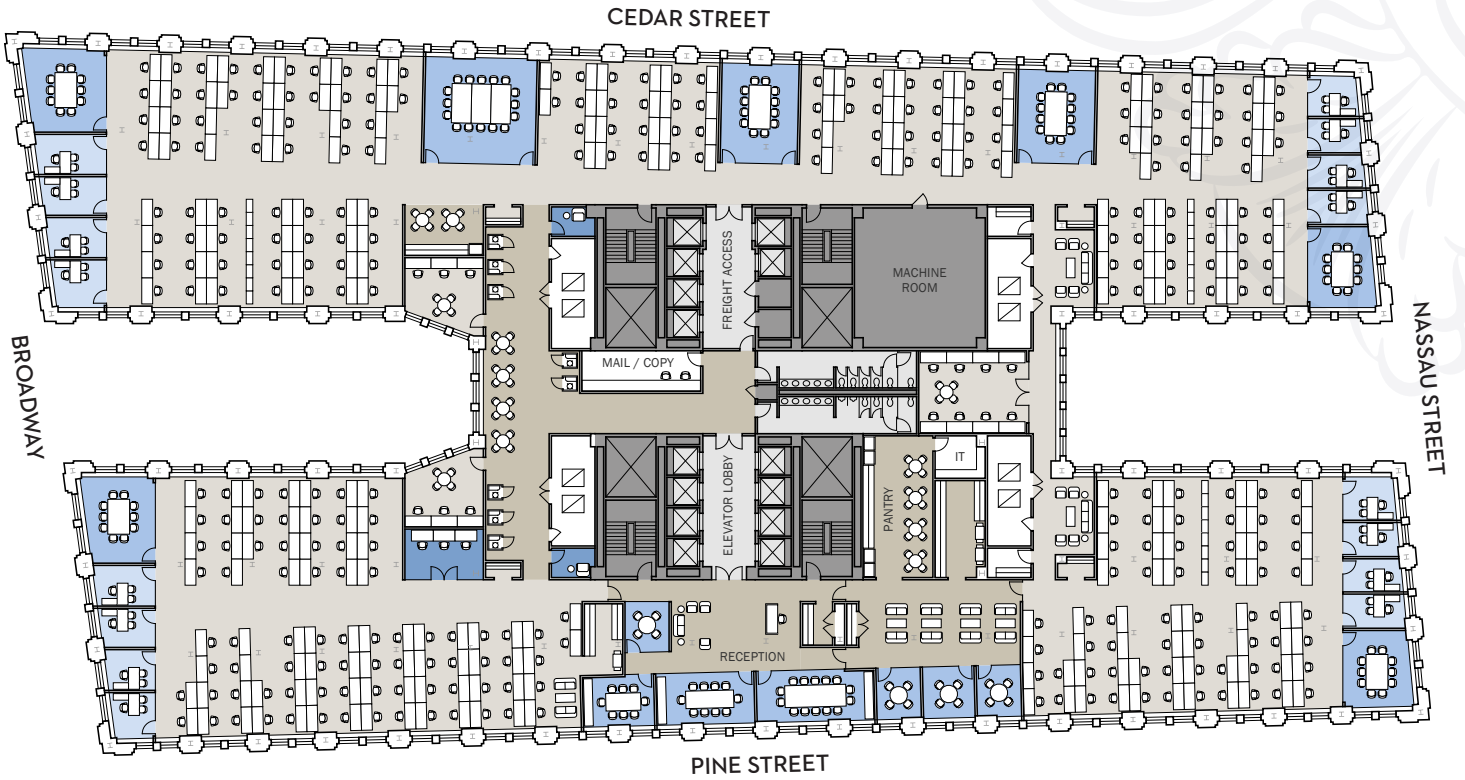 CEDAR STREET
FREIGHT ACCESS
MACHINE
ROOM
BROADWAY
NASSAU STREET
MAIL / COPY
IT
ELEVATOR LOBBY
PANTRY
RECEPTION
PINE STREET